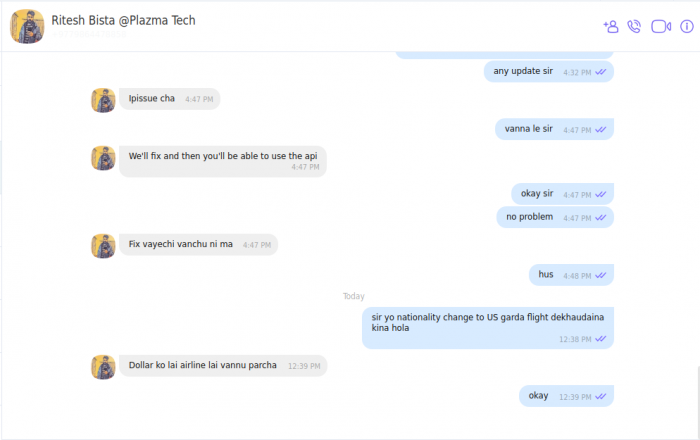 Ritesh Bista @Plazma Tech
any update sir 4:32 PM
Ipissue cha 4:47 PM
vanna le sir 4:47 PM
We'll fix and then you'll be able to use the api
4:47 PM
okay sir 4:47 PM
no problem 4:47 PM
Fix vayechi vanchu ni ma 4:47 PM
hus 4:48 PM
Today
sir yo nationality change to US garda flight dekhaudaina
kina hola
12:38 PM
Dollar ko lai airline lai vannu parcha 12:39 PM
okay 12:39 PM